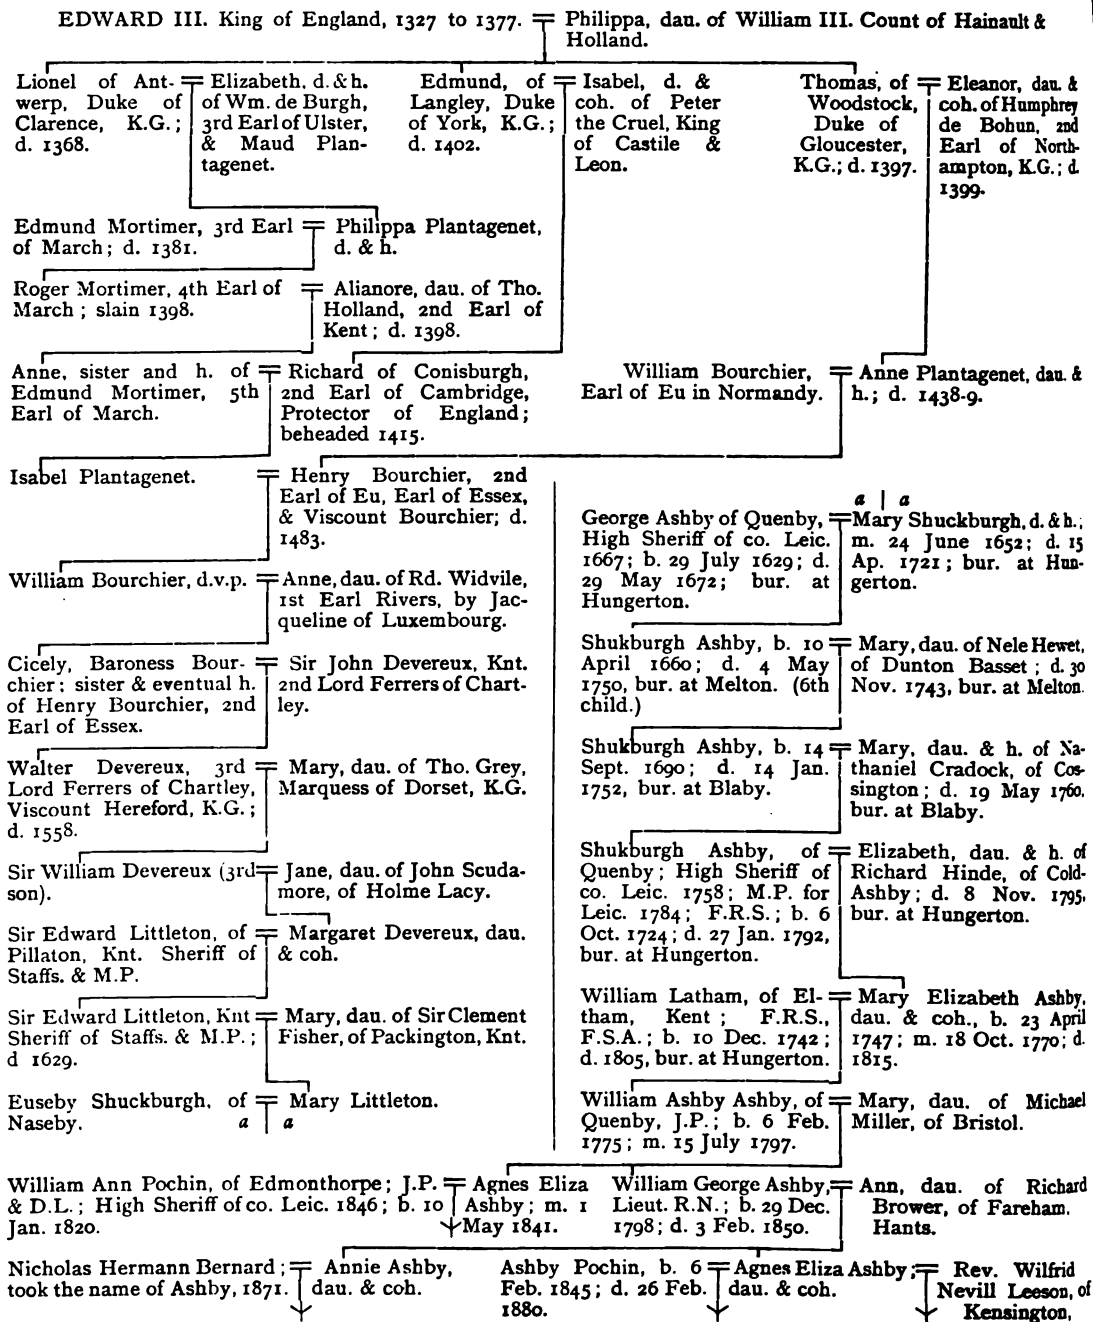 EDWARD III. King of England, 1327 to 1377. = Philippa, dau. of William III. Count of Hainault &
Holland.
Lionel of Ant-
werp, Duke of
Clarence, K.G.;
d. 1368.
= Elizabeth, d. & h.
of Wm. de Burgh,
3rd Earl of Ulster,
& Maud Plan-
tagenet.
Edmund, of
Langley, Duke
of York, K.G.;
d. 1402.
= Isabel, d. &
coh. of Peter
the Cruel, King
of Castile &
Leon.
Thomas, of
Woodstock,
Duke of
Gloucester,
K.G.; d. 1397.
= Eleanor, dau. &
coh. of Humphrey
de Bohun, 2nd
Earl of North-
ampton, K.G.; d.
1399.
Edmund Mortimer, 3rd Earl
of March; d. 1381.
= Philippa Plantagenet,
d. & h.
Roger Mortimer, 4th Earl of
March; slain 1398.
= Alianore, dau. of Tho.
Holland, 2nd Earl of
Kent; d. 1398.
Anne, sister and h. of
Edmund Mortimer, 5th
Earl of March.
= Richard of Conisburgh,
2nd Earl of Cambridge,
Protector of England;
beheaded 1415.
William Bourchier,
Earl of Eu in Normandy.
= Anne Plantagenet, dau. &
h.; d. 1438-9.
Isabel Plantagenet.
= Henry Bourchier, 2nd
Earl of Eu, Earl of Essex,
& Viscount Bourchier; d.
1483.
William Bourchier, d.v.p.
= Anne, dau. of Rd. Widvile,
1st Earl Rivers, by Jac-
queline of Luxembourg.
Cicely, Baroness Bour-
chier: sister & eventual h.
of Henry Bourchier, 2nd
Earl of Essex.
= Sir John Devereux, Knt.
2nd Lord Ferrers of Chart-
ley.
Walter Devereux, 3rd
Lord Ferrers of Chartley,
Viscount Hereford, K.G.;
d. 1558.
= Mary, dau. of Tho. Grey,
Marquess of Dorset, K.G.
Sir William Devereux (3rd
son).
= Jane, dau. of John Scuda-
more, of Holme Lacy.
Sir Edward Littleton, of
Pillaton, Knt. Sheriff of
Staffs. & M.P.
= Margaret Devereux, dau.
& coh.
Sir Edward Littleton, Knt
Sheriff of Staffs. & M.P.;
d 1629.
= Mary, dau. of Sir Clement
Fisher, of Packington, Knt.
Euseby Shuckburgh, of
Naseby.
= Mary Littleton.
a | a
a | a
George Ashby of Quenby,
High Sheriff of co. Leic.
1667; b. 29 July 1629; d.
29 May 1672; bur. at
Hungerton.
= Mary Shuckburgh, d. & h.;
m. 24 June 1652; d. 15
Ap. 1721; bur. at Hun-
gerton.
Shukburgh Ashby, b. 10
April 1660; d. 4 May
1750, bur. at Melton. (6th
child.)
= Mary, dau. of Nele Hewet,
of Dunton Basset; d. 30
Nov. 1743, bur. at Melton.
Shukburgh Ashby, b. 14
Sept. 1690; d. 14 Jan.
1752, bur. at Blaby.
= Mary, dau. & h. of Na-
thaniel Cradock, of Cos-
sington; d. 19 May 1760.
bur. at Blaby.
Shukburgh Ashby, of
Quenby; High Sheriff of
co. Leic. 1758; M.P. for
Leic. 1784; F.R.S.; b. 6
Oct. 1724; d. 27 Jan. 1792,
bur. at Hungerton.
= Elizabeth, dau. & h. of
Richard Hinde, of Cold-
Ashby; d. 8 Nov. 1795,
bur. at Hungerton.
William Latham, of El-
tham, Kent; F.R.S.,
F.S.A.; b. 10 Dec. 1742;
d. 1805, bur. at Hungerton.
= Mary Elizabeth Ashby,
dau. & coh., b. 23 April
1747; m. 18 Oct. 1770; d.
1815.
William Ashby Ashby, of
Quenby, J.P.; b. 6 Feb.
1775; m. 15 July 1797.
= Mary, dau. of Michael
Miller, of Bristol.
William Ann Pochin, of Edmonthorpe; J.P.
& D.L.; High Sheriff of co. Leic. 1846; b. 10
Jan. 1820.
= Agnes Eliza
Ashby; m. 1
May 1841.
William George Ashby,
Lieut. R.N.; b. 29 Dec.
1798; d. 3 Feb. 1850.
= Ann, dau. of Richard
Brower, of Fareham.
Hants.
Nicholas Hermann Bernard;
took the name of Ashby, 1871.
= Annie Ashby,
dau. & coh.
Ashby Pochin, b. 6
Feb. 1845; d. 26 Feb.
1880.
= Agnes Eliza Ashby;
dau. & coh.
= Rev. Wilfrid
Nevill Leeson, of
Kensington,